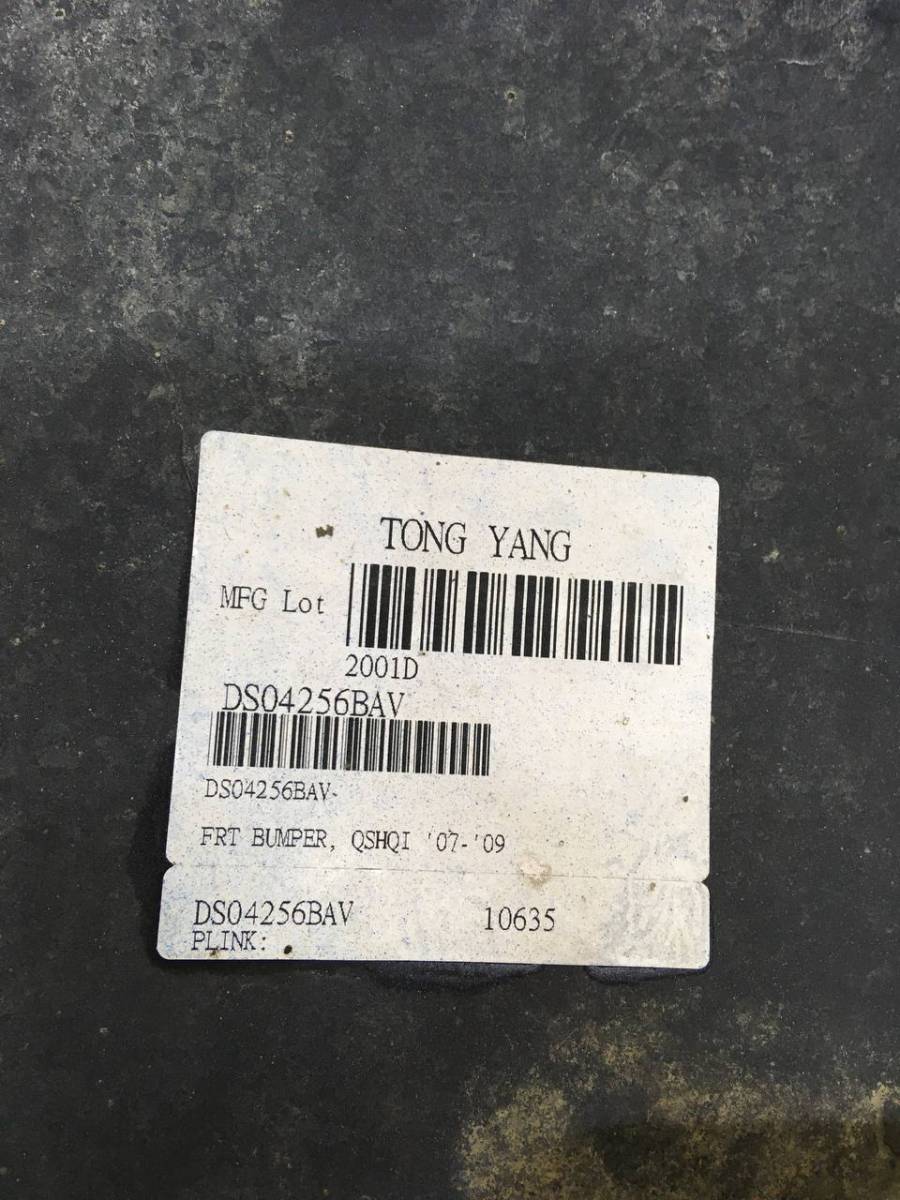 TONG YANG
MFG Lot
2001D
DS04256BAV
DS04256BAV-
FRT BUMPER, QSHQI '07-'09
DS04256BAV 10635
PLINK: